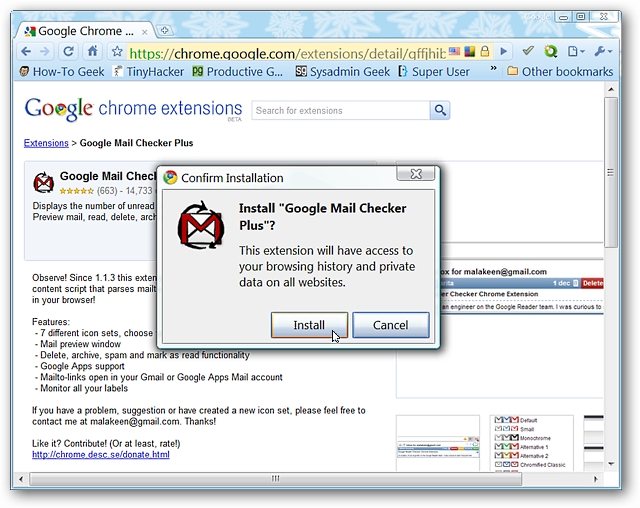 Google Chrome ...
https://chrome.google.com/extensions/detail/gffjhib
How-To Geek TinyHacker Productive G... Sysadmin Geek Super User » Other bookmarks
Google chrome extensions
BETA
Search for extensions
Extensions > Google Mail Checker Plus
Google Mail Chec
(663) - 14,733
Displays the number of unread
Preview mail, read, delete, arch
Confirm Installation
Install "Google Mail Checker
Plus"?
This extension will have access to
your browsing history and private
data on all websites.
Install Cancel
Observe! Since 1.1.3 this exten
content script that parses mailt
in your browser!
Features:
- 7 different icon sets, choose
- Mail preview window
- Delete, archive, spam and mark as read functionality
- Google Apps support
- Mailto-links open in your Gmail or Google Apps Mail account
- Monitor all your labels
If you have a problem, suggestion or have created a new icon set, please feel free to
contact me at malakeen@gmail.com. Thanks!
Like it? Contribute! (Or at least, rate!)
http://chrome.desc.se/donate.html
ox for malakeen@gmail.com
1 dec Delete
er Checker Chrome Extension
an engineer on the Google Reader team. I was curious to
Default
Small
Monochrome
Alternative 1
Alternative 2
Chromified Classic